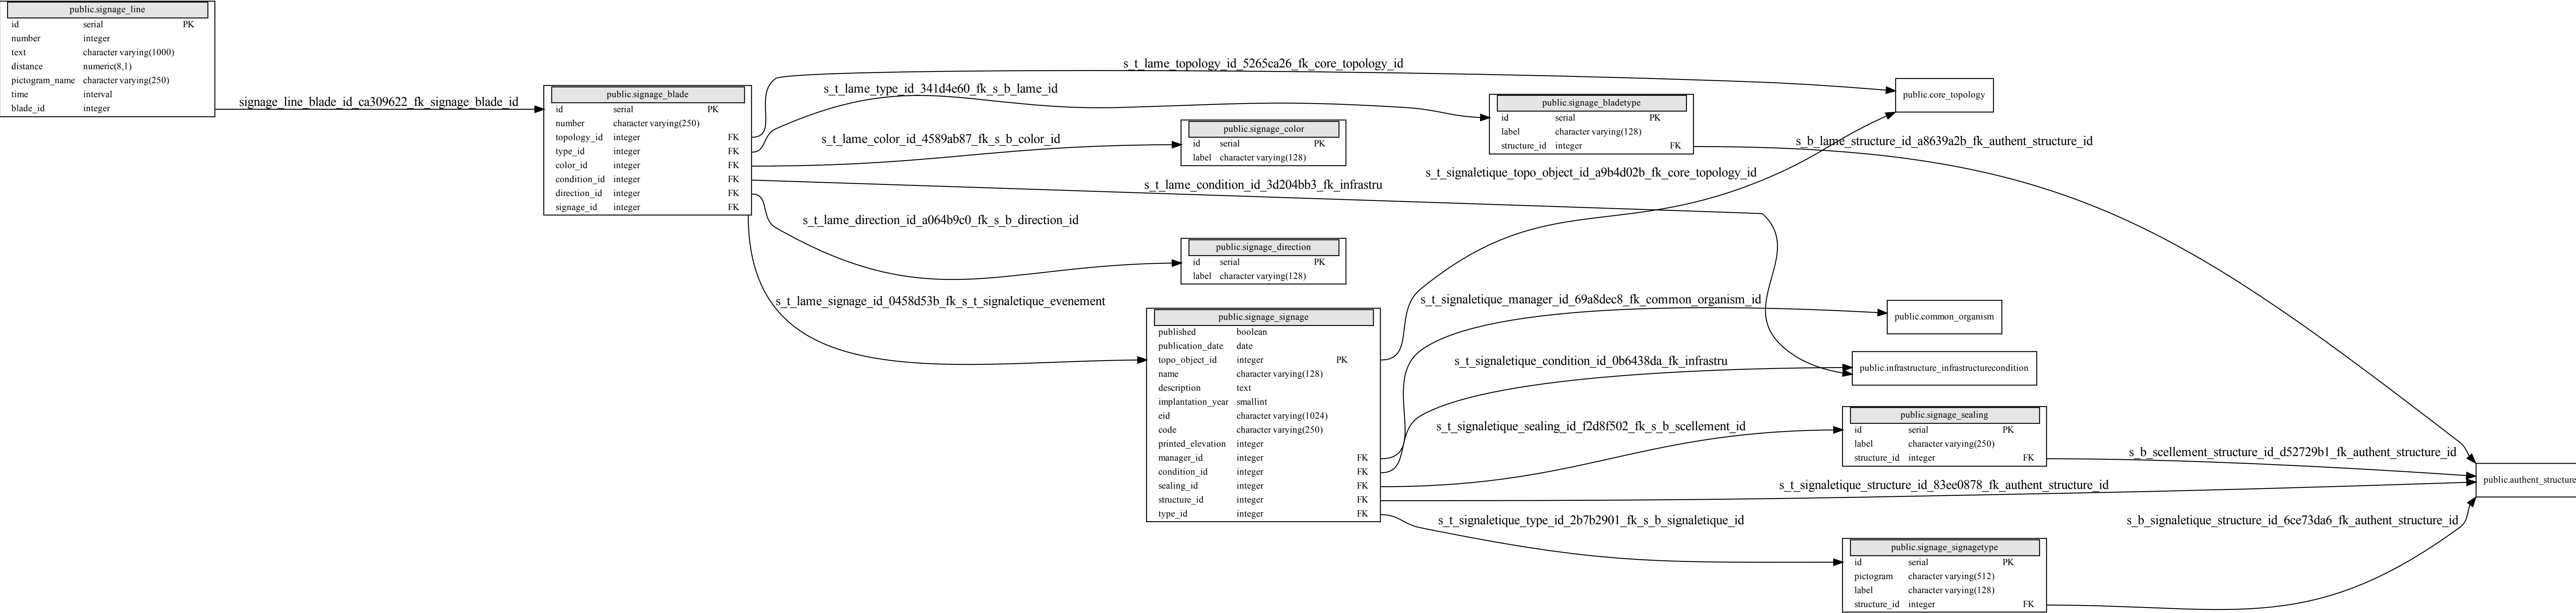 public.signage_line
id serial PK
number integer
text character varying(1000)
distance numeric(8,1)
pictogram_name character varying(250)
time interval
blade_id integer
signage_line_blade_id_ca309622_fk_signage_blade_id
public.signage_blade
id serial PK
number character varying(250)
topology_id integer FK
type_id integer FK
color_id integer FK
condition_id integer FK
direction_id integer FK
signage_id integer FK
s_t_lame_topology_id_5265ca26_fk_core_topology_id
s_t_lame_type_id_341d4e60_fk_s_b_lame_id
s_t_lame_color_id_4589ab87_fk_s_b_color_id
s_t_lame_condition_id_3d204bb3_fk_infrastru
s_t_lame_direction_id_a064b9c0_fk_s_b_direction_id
s_t_lame_signage_id_0458d53b_fk_s_t_signaletique_evenement
public.signage_color
id serial PK
label character varying(128)
public.signage_direction
id serial PK
label character varying(128)
public.signage_bladetype
id serial PK
label character varying(128)
structure_id integer FK
public.signage_signage
published boolean
publication_date date
topo_object_id integer PK
name character varying(128)
description text
implantation_year smallint
eid character varying(1024)
code character varying(250)
printed_elevation integer
manager_id integer FK
condition_id integer FK
sealing_id integer FK
structure_id integer FK
type_id integer FK
s_b_lame_structure_id_a8639a2b_fk_authent_structure_id
s_t_signaletique_topo_object_id_a9b4d02b_fk_core_topology_id
s_t_signaletique_manager_id_69a8dec8_fk_common_organism_id
s_t_signaletique_condition_id_0b6438da_fk_infrastru
s_t_signaletique_sealing_id_f2d8f502_fk_s_b_scellement_id
s_t_signaletique_structure_id_83ee0878_fk_authent_structure_id
s_t_signaletique_type_id_2b7b2901_fk_s_b_signaletique_id
public.core_topology
public.common_organism
public.infrastructure_infrastructurecondition
public.signage_sealing
id serial PK
label character varying(250)
structure_id integer FK
public.signage_signagetype
id serial PK
pictogram character varying(512)
label character varying(128)
structure_id integer FK
s_b_scellement_structure_id_d52729b1_fk_authent_structure_id
s_b_signaletique_structure_id_6ce73da6_fk_authent_structure_id
public.authent_structure